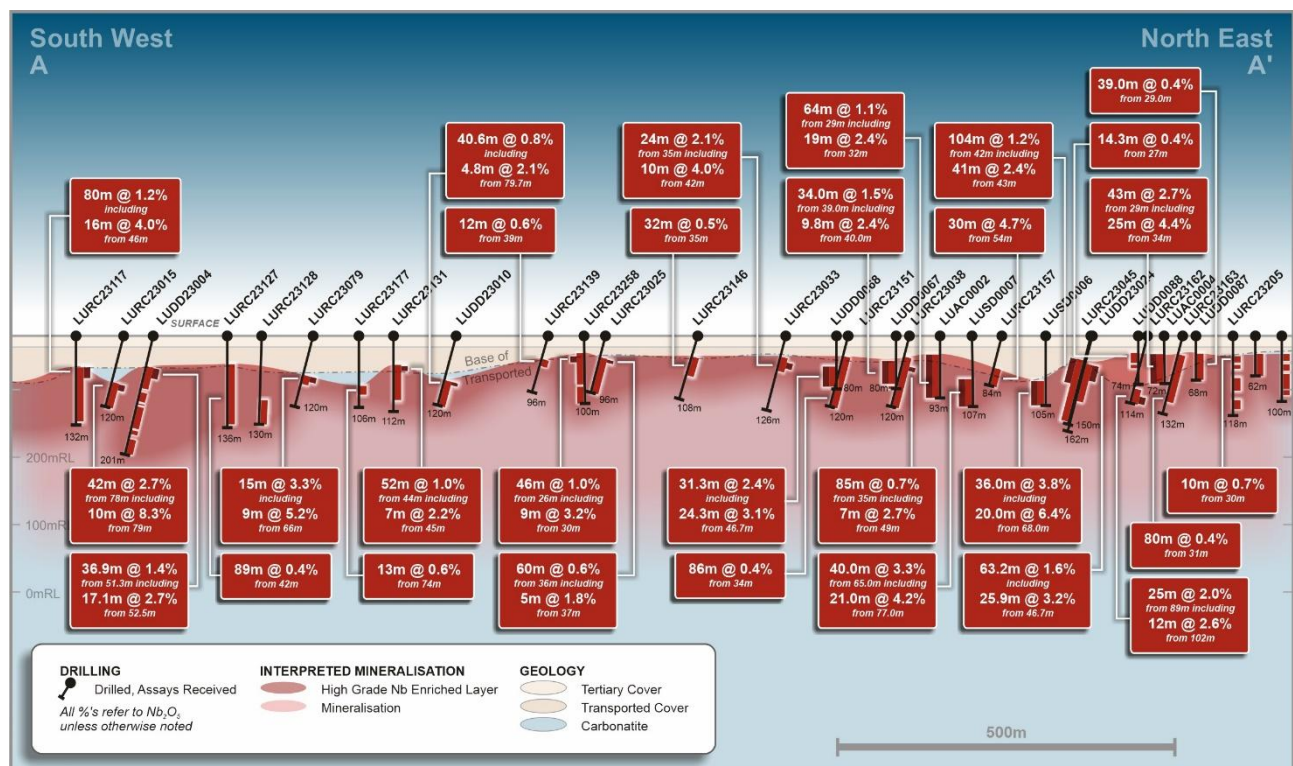 South West
A
North East
A'
39.0m @ 0.4%
from 29.0m
64m @ 1.1%
from 29m including
19m @ 2.4%
from 32m
40.6m @ 0.8%
including
4.8m @ 2.1%
from 79.7m
24m @ 2.1%
from 35m including
10m @ 4.0%
from 42m
104m @ 1.2%
from 42m including
41m @ 2.4%
from 43m
14.3m @ 0.4%
from 27m
80m @ 1.2%
including
16m @ 4.0%
from 46m
12m @ 0.6%
from 39m
32m @ 0.5%
from 35m
34.0m @ 1.5%
from 39.0m including
9.8m @ 2.4%
from 40.0m
30m @ 4.7%
from 54m
43m @ 2.7%
from 29m including
25m @ 4.4%
from 34m
LURC23117
LURC23015
LUDD23004
LURC23127
LURC23128
LURC23079
LURC23177
LURC23131
LUDD23010
LURC23139
LURC23258
LURC23025
LURC23146
LURC23033
LURC23151
LURC23038
LUAC0002
LUSD0007
LURC23157
LURC23045
LURC23162
LUAC0004
LUDD0087
LURC23205
SURFACE
Base of
Transported
132m
120m
201m
136m
130m
120m
106m
112m
120m
96m
100m
96m
108m
126m
120m
80m
80m
120m
93m
107m
84m
105m
162m
150m
74m
114m
72m
132m
68m
118m
62m
100m
200mRL
100mRL
0mRL
42m @ 2.7%
from 78m including
10m @ 8.3%
from 79m
15m @ 3.3%
including
9m @ 5.2%
from 66m
52m @ 1.0%
from 44m including
7m @ 2.2%
from 45m
46m @ 1.0%
from 26m including
9m @ 3.2%
from 30m
31.3m @ 2.4%
including
24.3m @ 3.1%
from 46.7m
85m @ 0.7%
from 35m including
7m @ 2.7%
from 49m
36.0m @ 3.8%
including
20.0m @ 6.4%
from 68.0m
10m @ 0.7%
from 30m
80m @ 0.4%
from 31m
36.9m @ 1.4%
from 51.3m including
17.1m @ 2.7%
from 52.5m
89m @ 0.4%
from 42m
13m @ 0.6%
from 74m
60m @ 0.6%
from 36m including
5m @ 1.8%
from 37m
86m @ 0.4%
from 34m
40.0m @ 3.3%
from 65.0m including
21.0m @ 4.2%
from 77.0m
63.2m @ 1.6%
including
25.9m @ 3.2%
from 46.7m
25m @ 2.0%
from 89m including
12m @ 2.6%
from 102m
DRILLING
Drilled, Assays Received
All %'s refer to Nb₂O₅
unless otherwise noted
INTERPRETED MINERALISATION
High Grade Nb Enriched Layer
Mineralisation
GEOLOGY
Tertiary Cover
Transported Cover
Carbonatite
500m